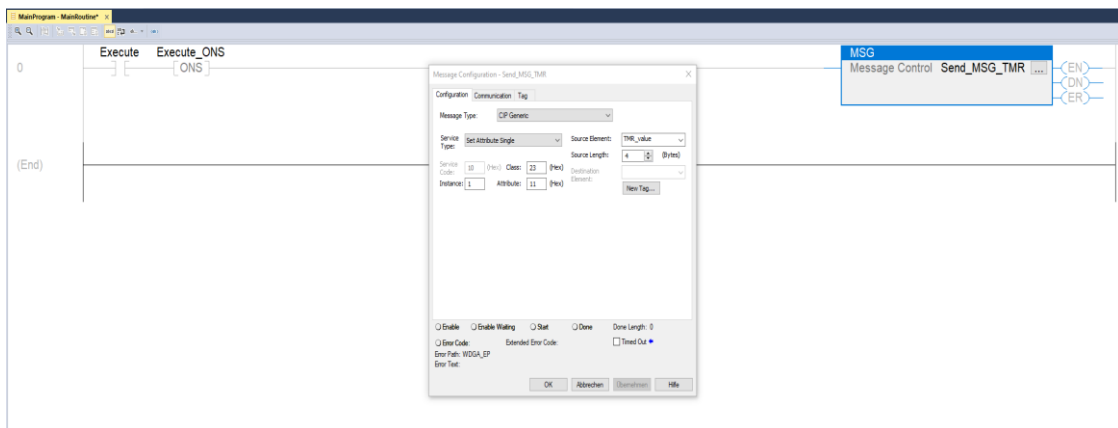 MainProgram - MainRoutine* ×
Execute Execute_ONS MSG
0 ONS Message Control Send_MSG_TMR ... EN
DN
ER
(End)
Message Configuration - Send_MSG_TMR
Configuration Communication Tag
Message Type: CIP Generic
Service Type: Set Attribute Single
Source Element: TMR_value
Source Length: 4 (Bytes)
Service Code: 10 (Hex) Class: 23 (Hex)
Destination Element:
Instance: 1 Attribute: 11 (Hex)
New Tag...
Enable Enable Waiting Start Done Done Length: 0
Error Code: Extended Error Code: Timed Out
Error Path: WDGA_EP
Error Text:
OK Abbrechen Übernehmen Hilfe